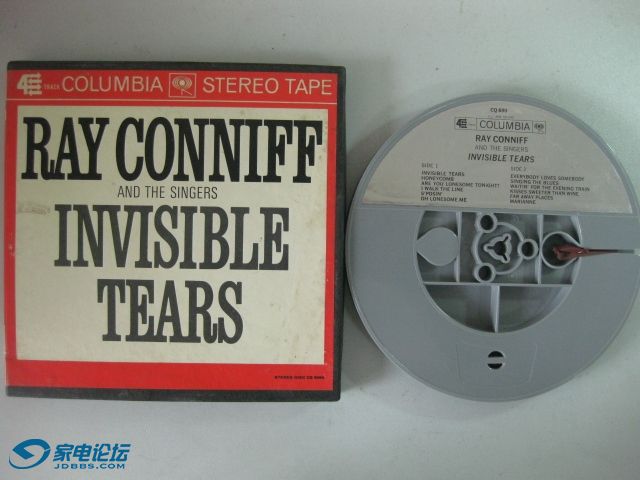 4 TRACK COLUMBIA STEREO TAPE
RAY CONNIFF
AND THE SINGERS
INVISIBLE
TEARS
CQ 680
4 COLUMBIA
RAY CONNIFF
AND THE SINGERS
INVISIBLE TEARS
SIDE 1
INVISIBLE TEARS
HONEYCOMB
ARE YOU LONESOME TONIGHT?
I WALK THE LINE
S'POSIN'
OH LONESOME ME
SIDE 2
EVERYBODY LOVES SOMEBODY
SINGING THE BLUES
WAITIN' FOR THE EVENING TRAIN
KISSES SWEETER THAN WINE
FAR AWAY PLACES
MARIANNE
家电论坛
JDBBS.COM